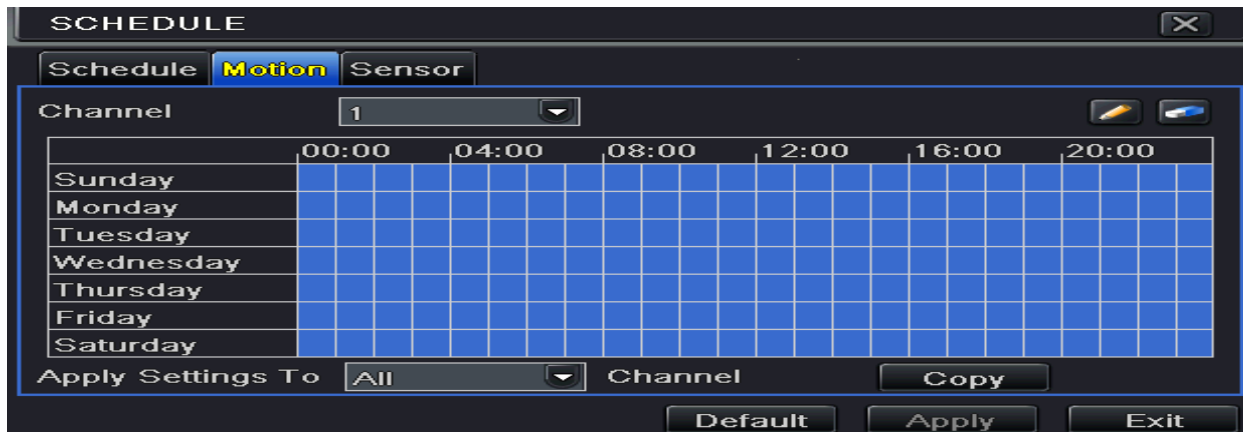 SCHEDULE
Schedule Motion Sensor
Channel 1
00:00 04:00 08:00 12:00 16:00 20:00
Sunday
Monday
Tuesday
Wednesday
Thursday
Friday
Saturday
Apply Settings To All Channel Copy
Default Apply Exit